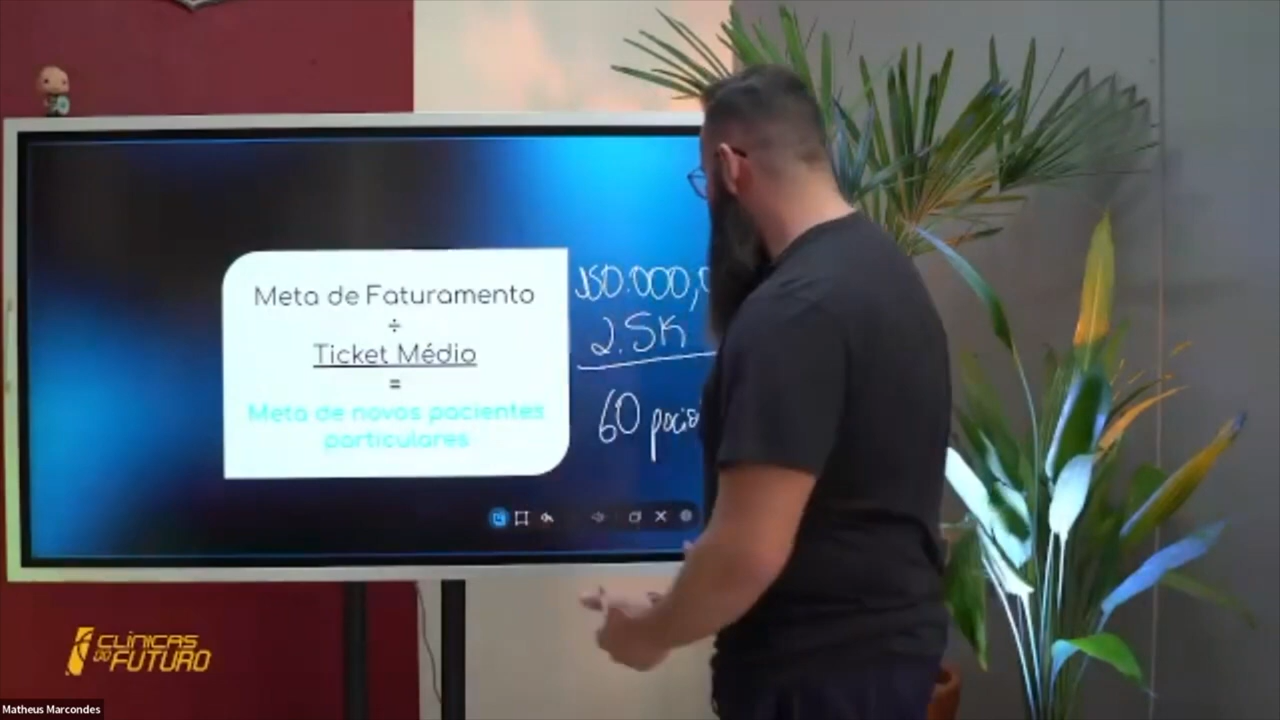 Meta de Faturamento
÷
Ticket Médio
=
Meta de novos pacientes
particulares
150.000,0
2.5K
60
CLÍNICAS
DO FUTURO
Matheus Marcondes